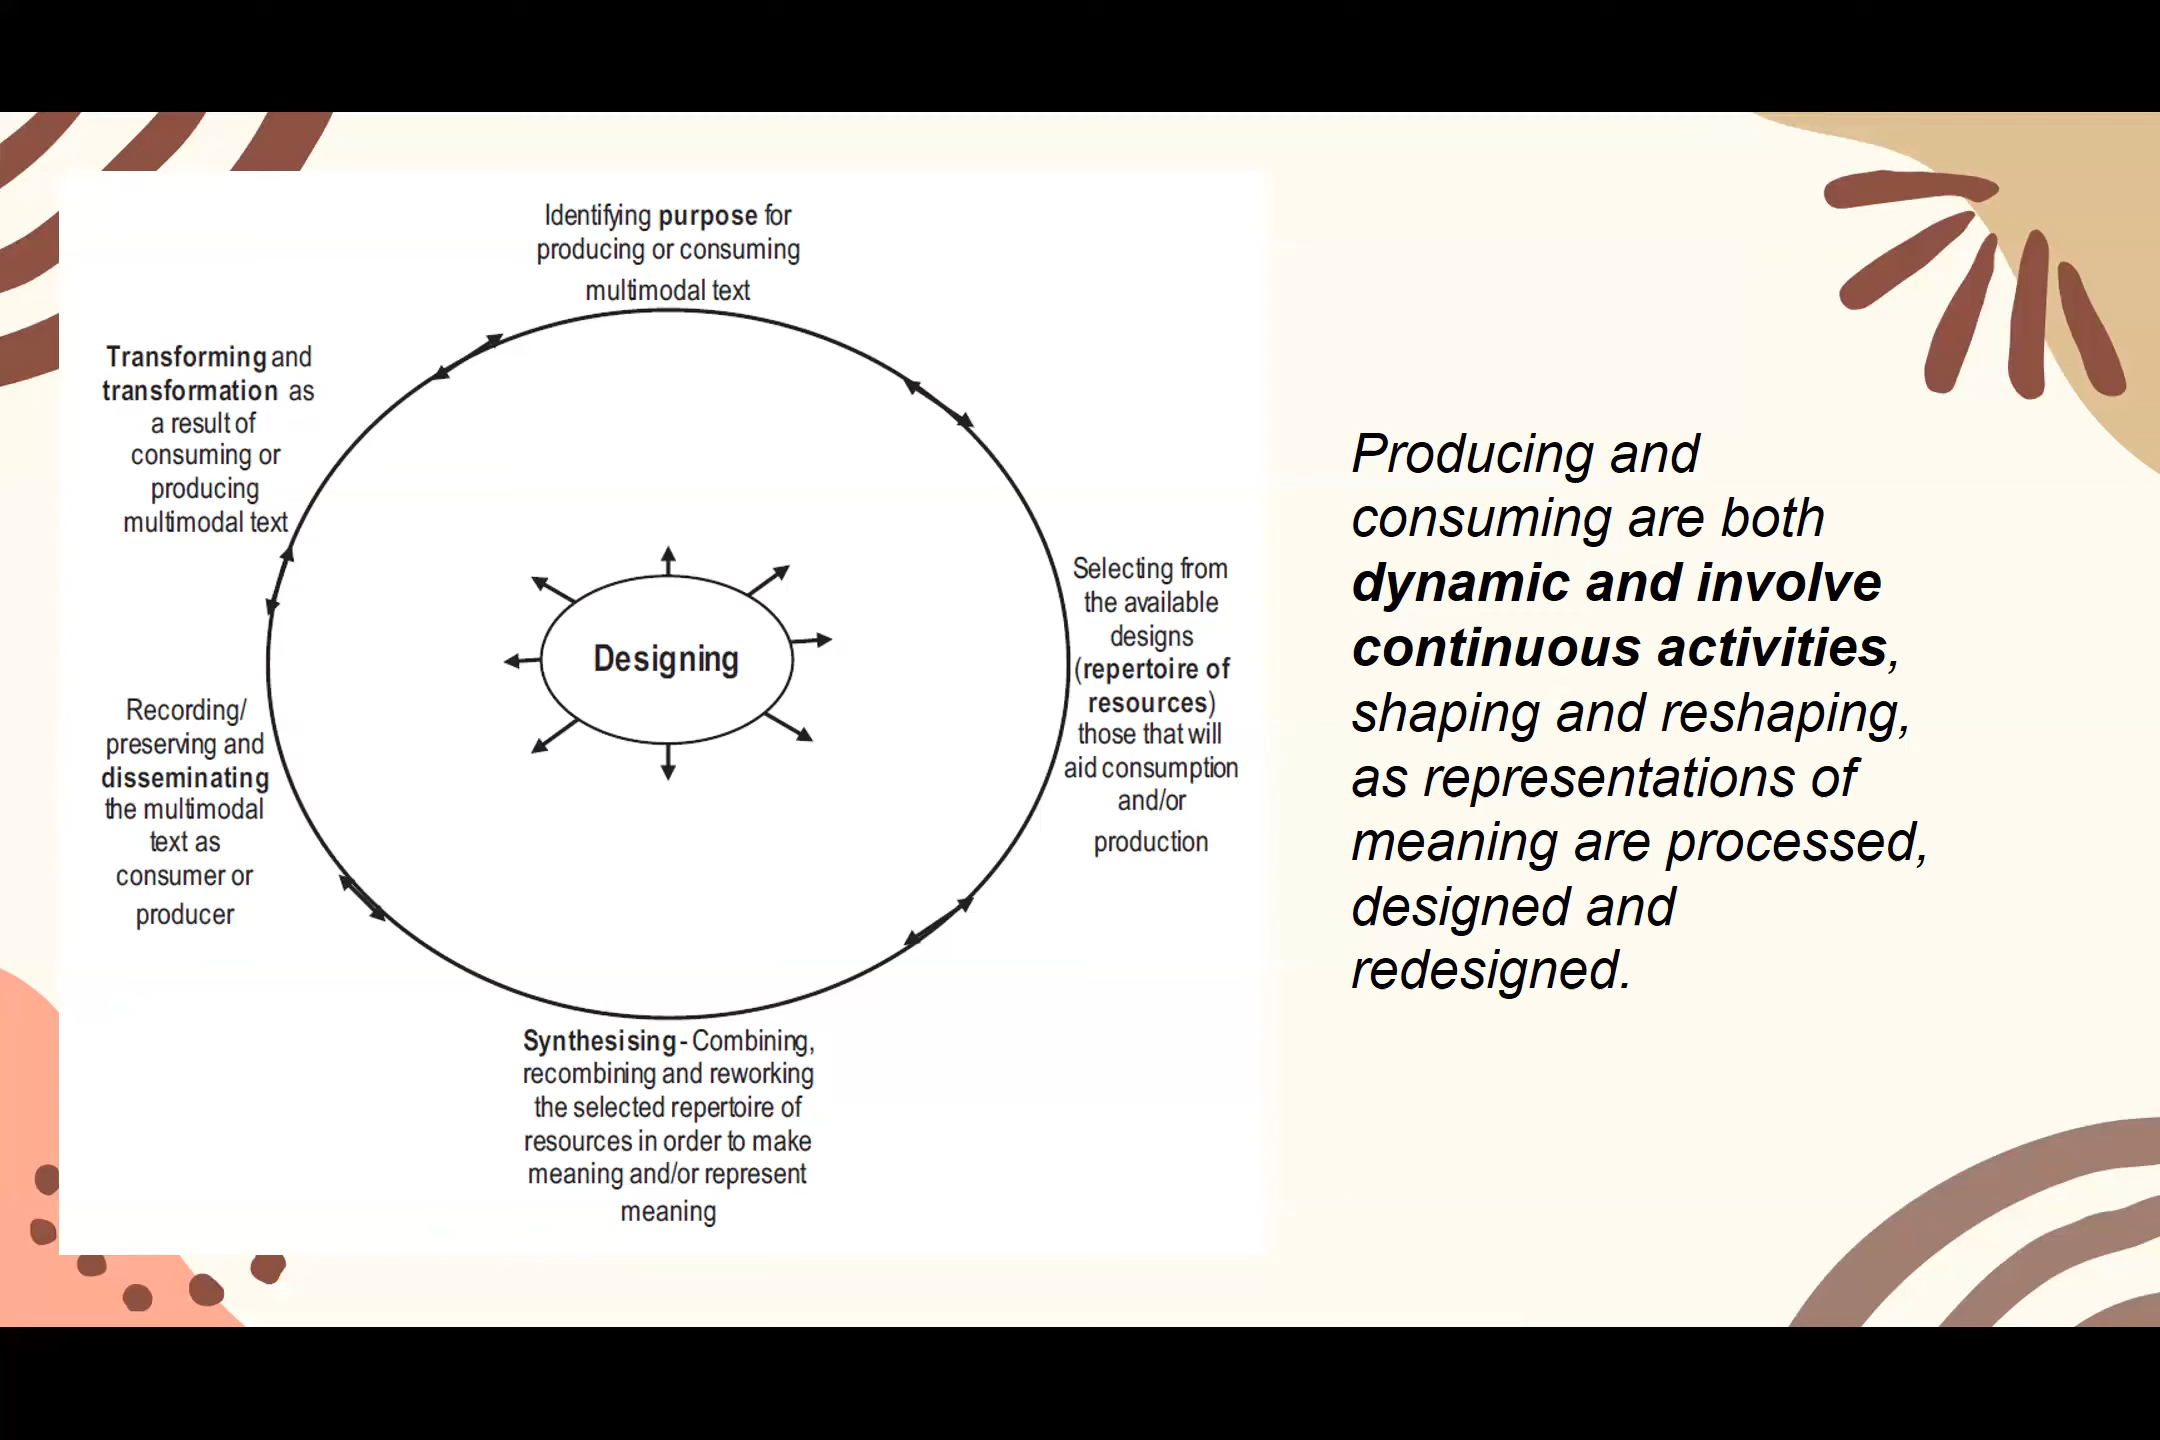 Identifying purpose for
producing or consuming
multimodal text
Transforming and
transformation as
a result of
consuming or
producing
multimodal text
Selecting from
the available
designs
(repertoire of
resources)
those that will
aid consumption
and/or
production
Designing
Recording/
preserving and
disseminating
the multimodal
text as
consumer or
producer
Synthesising - Combining,
recombining and reworking
the selected repertoire of
resources in order to make
meaning and/or represent
meaning
Producing and
consuming are both
dynamic and involve
continuous activities,
shaping and reshaping,
as representations of
meaning are processed,
designed and
redesigned.